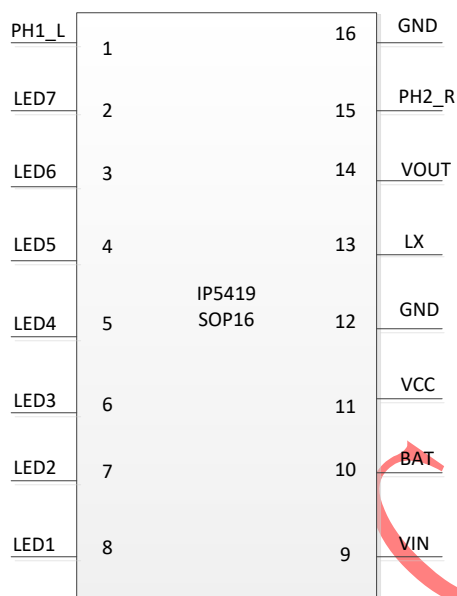 PH1_L 1 16 GND
LED7 2 15 PH2_R
LED6 3 14 VOUT
LED5 4 13 LX
IP5419
SOP16
LED4 5 12 GND
LED3 6 11 VCC
LED2 7 10 BAT
LED1 8 9 VIN